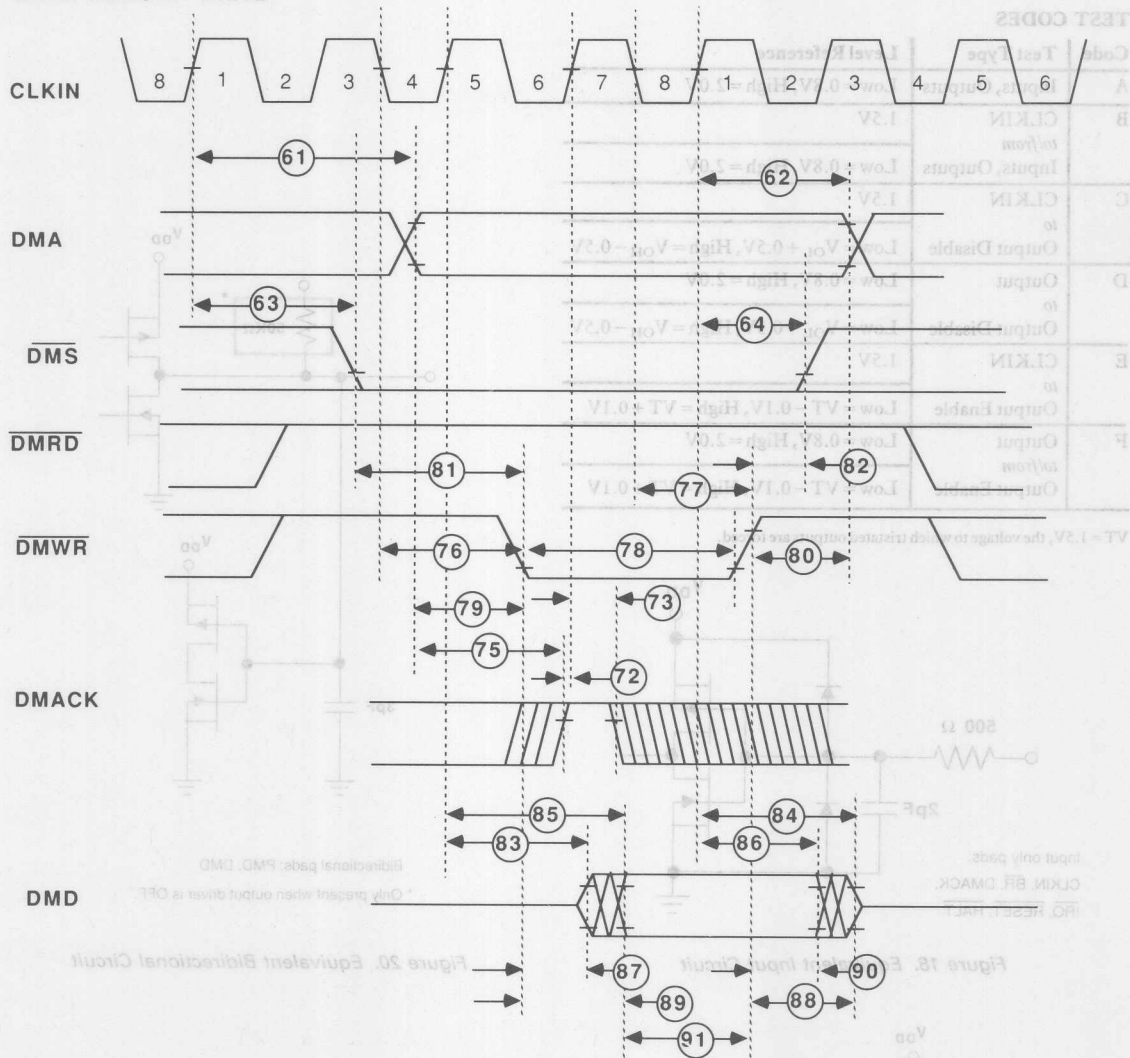 CLKIN
8 1 2 3 4 5 6 7 8 1 2 3 4 5 6
61
62
DMA
63
64
DMS
DMRD
81
82
77
DMWR
76
78
80
79
73
75
72
DMACK
85
84
83
86
DMD
87
90
89
88
91
TEST CODES
Code Test Type Level Reference
A Inputs, Outputs Low = 0.8V, High = 2.0V
B CLKIN 1.5V
to/from
Inputs, Outputs Low = 0.8V, High = 2.0V
C CLKIN 1.5V
to
Output Disable Low = VOL + 0.5V, High = VOH – 0.5V
D Output Low = 0.8V, High = 2.0V
to
Output Disable Low = VOL + 0.5V, High = VOH – 0.5V
E CLKIN 1.5V
to
Output Enable Low = VT – 0.1V, High = VT + 0.1V
F Output Low = 0.8V, High = 2.0V
to/from
Output Enable Low = VT – 0.1V, High = VT + 0.1V
VT = 1.5V, the voltage to which tristated outputs are forced.
VDD
VDD
VDD
500 Ω
2pF
3pF
Input only pads:
CLKIN, BR, DMACK,
IRQ, RESET, HALT
Bidirectional pads: PMD, DMD
* Only present when output driver is OFF.
Figure 18. Equivalent Input Circuit
Figure 20. Equivalent Bidirectional Circuit
VDD